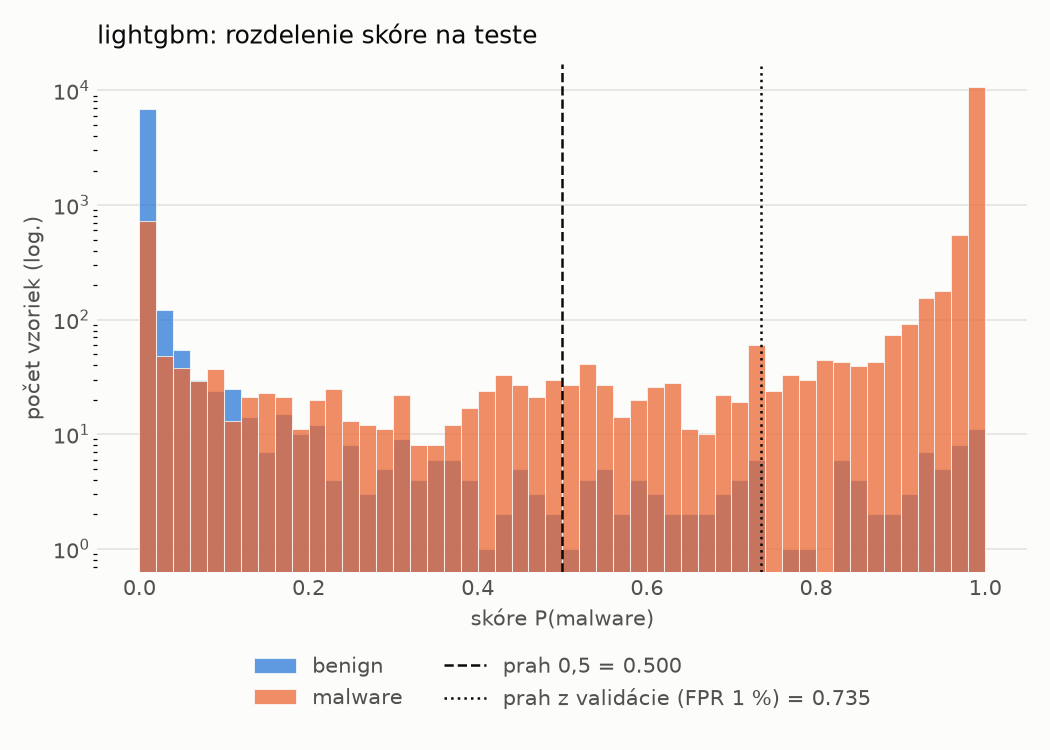 lightgbm: rozdelenie skóre na teste
počet vzoriek (log.)
10⁴
10³
10²
10¹
10⁰
0.0 0.2 0.4 0.6 0.8 1.0
skóre P(malware)
benign
malware
prah 0,5 = 0.500
prah z validácie (FPR 1 %) = 0.735